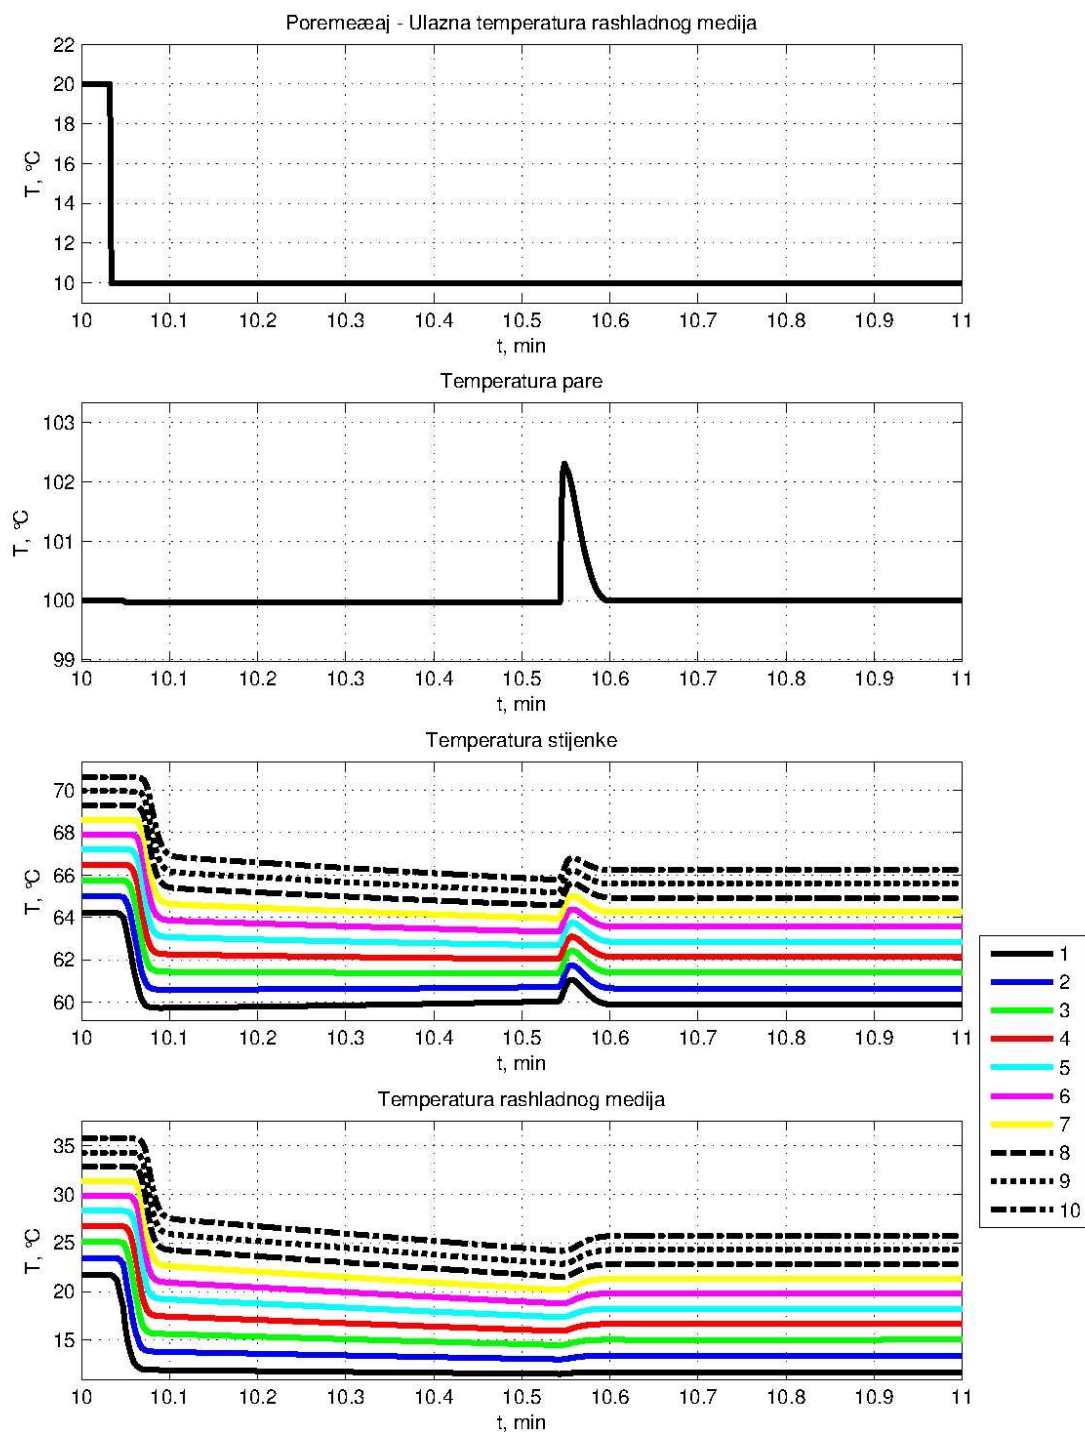 Poremeæaj - Ulazna temperatura rashladnog medija
22
20
18
16
14
12
10
T, °C
10 10.1 10.2 10.3 10.4 10.5 10.6 10.7 10.8 10.9 11
t, min
Temperatura pare
103
102
101
100
99
T, °C
10 10.1 10.2 10.3 10.4 10.5 10.6 10.7 10.8 10.9 11
t, min
Temperatura stijenke
70
68
66
64
62
60
T, °C
10 10.1 10.2 10.3 10.4 10.5 10.6 10.7 10.8 10.9 11
t, min
Temperatura rashladnog medija
35
30
25
20
15
T, °C
10 10.1 10.2 10.3 10.4 10.5 10.6 10.7 10.8 10.9 11
t, min
1
2
3
4
5
6
7
8
9
10